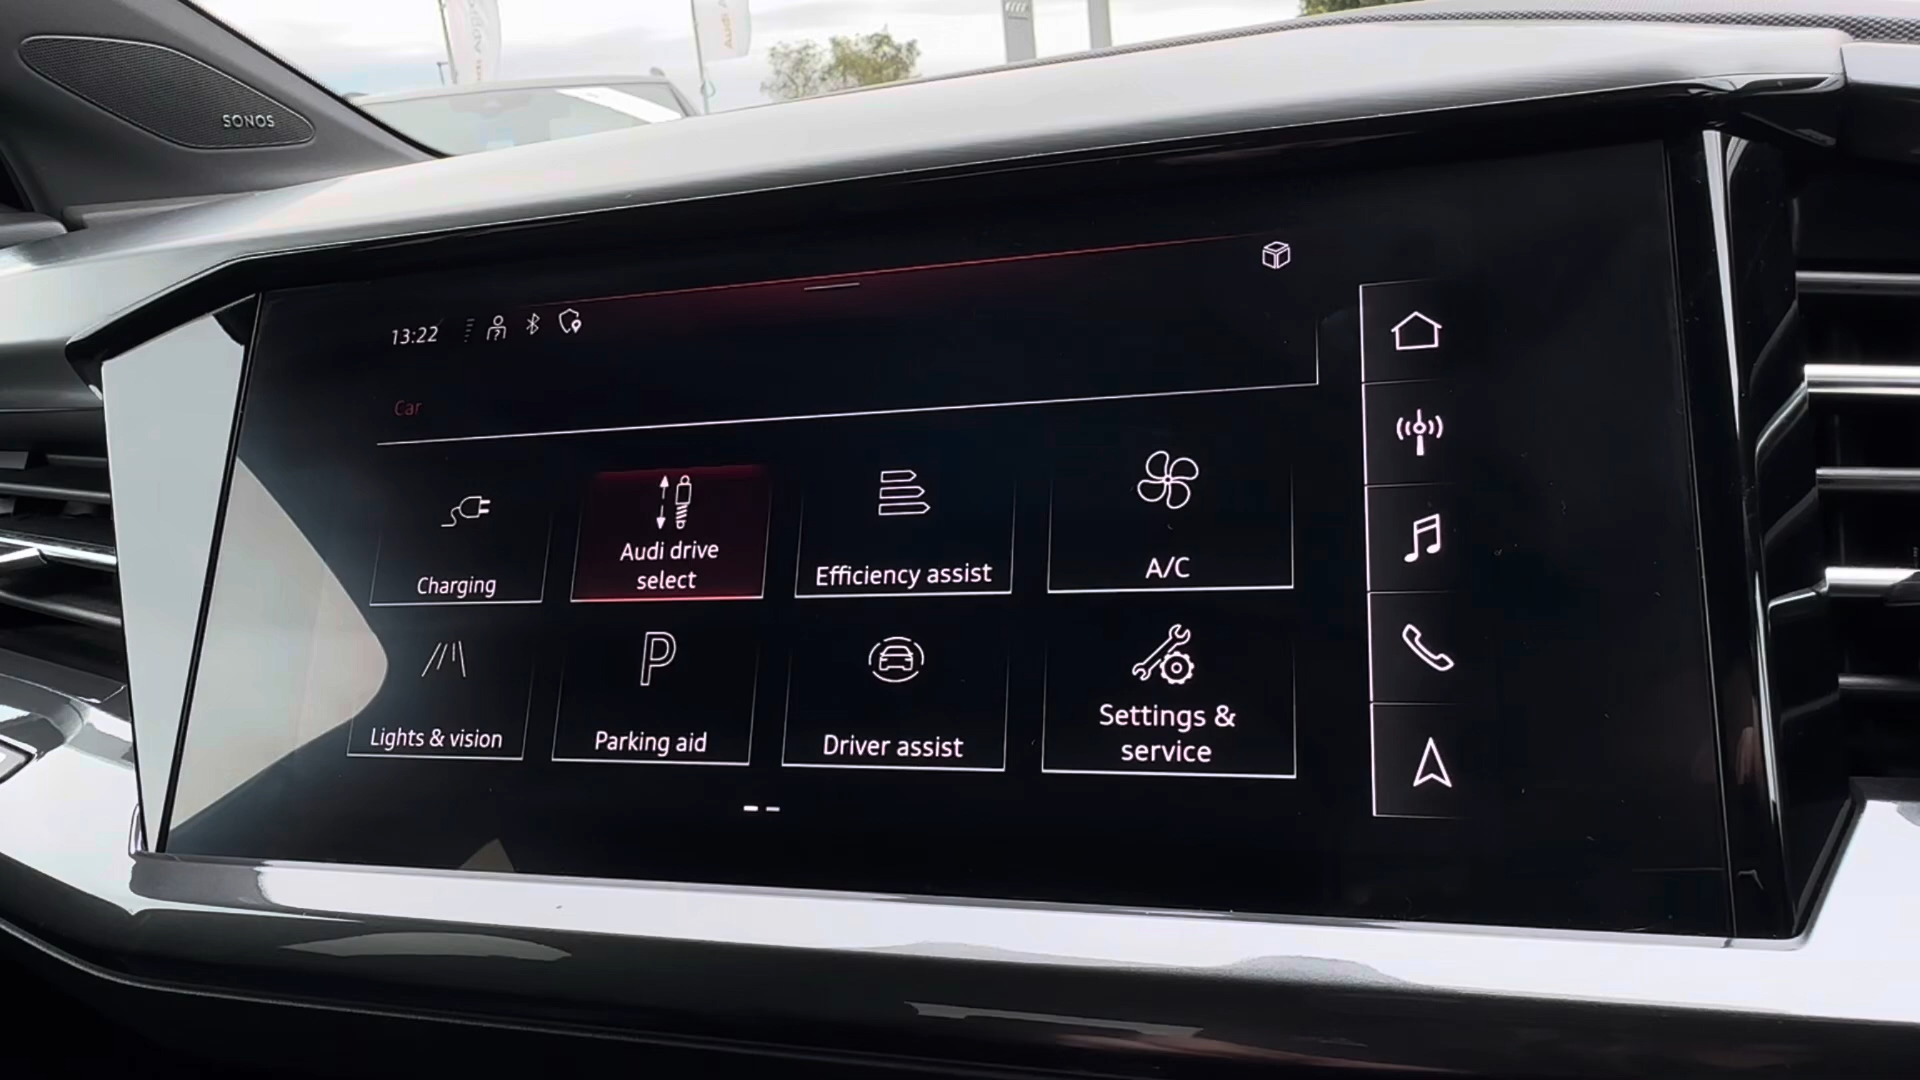 SONOS
13:22
Car
Charging
Audi drive
select
Efficiency assist
A/C
Lights & vision
P
Parking aid
Driver assist
Settings &
service